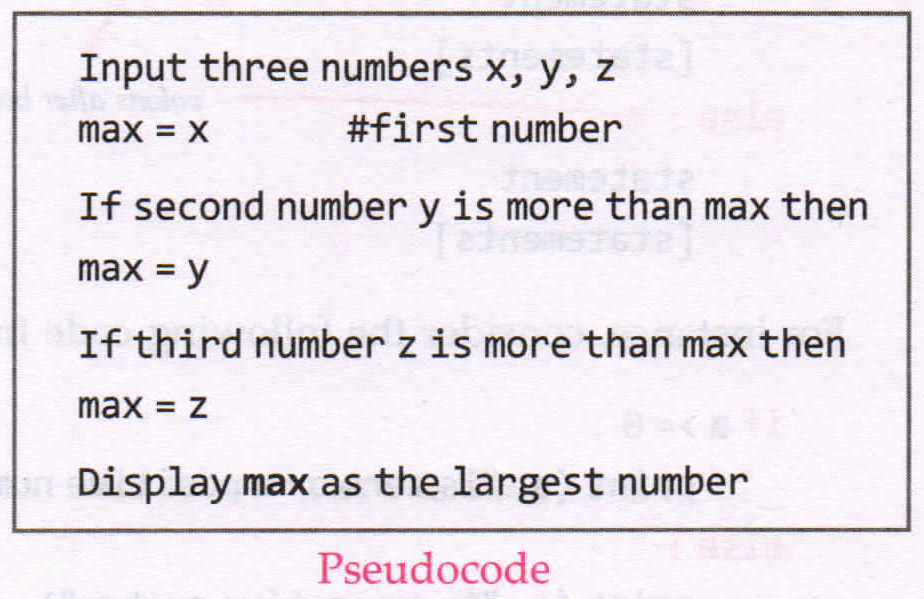 Input three numbers x, y, z
max = x #first number
If second number y is more than max then
max = y
If third number z is more than max then
max = z
Display max as the largest number
Pseudocode